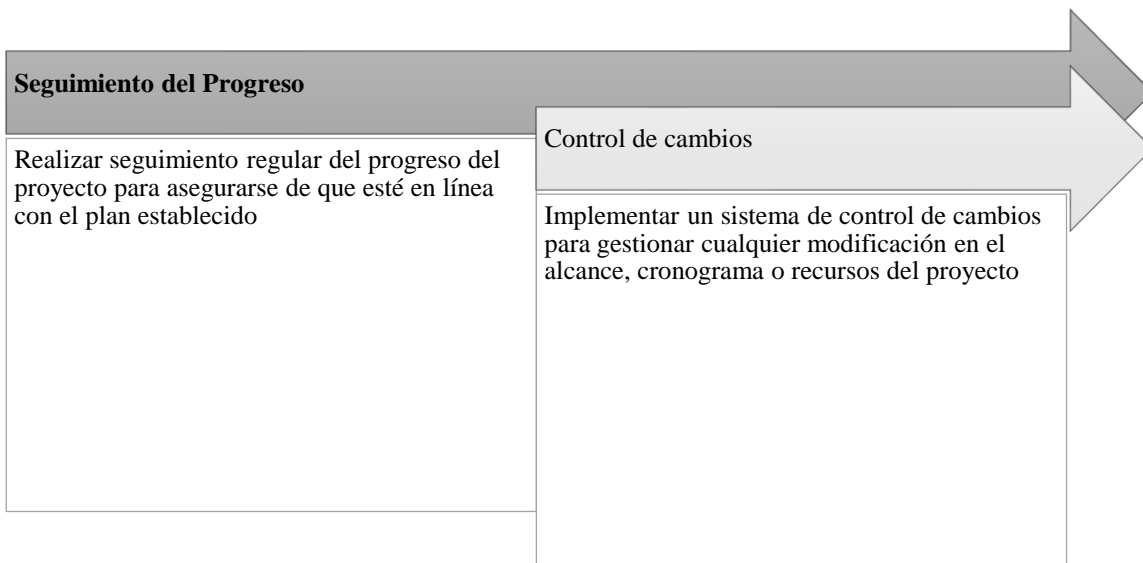 Seguimiento del Progreso
Realizar seguimiento regular del progreso del
proyecto para asegurarse de que esté en línea
con el plan establecido
Control de cambios
Implementar un sistema de control de cambios
para gestionar cualquier modificación en el
alcance, cronograma o recursos del proyecto